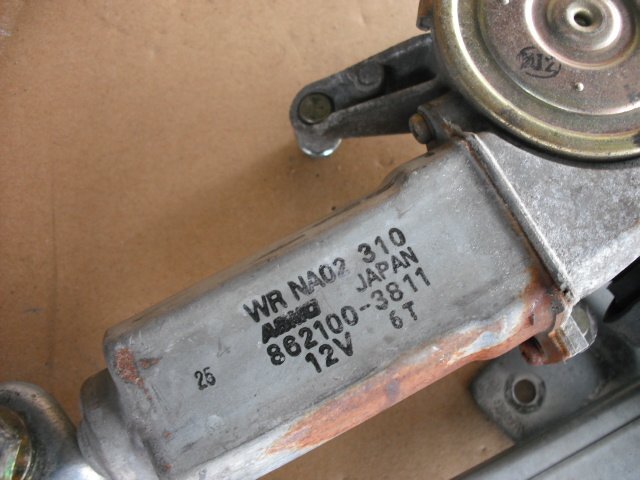 WR NA02 310
ASMO JAPAN
862100-3811
12V 6T
25